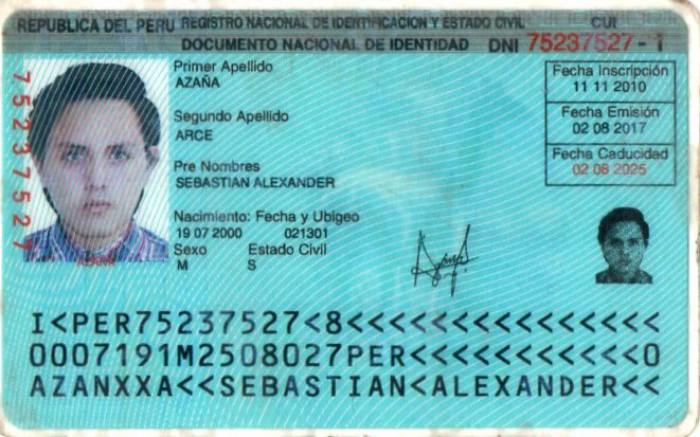 REPUBLICA DEL PERU REGISTRO NACIONAL DE IDENTIFICACION Y ESTADO CIVIL CUI
DOCUMENTO NACIONAL DE IDENTIDAD DNI 75237527 - 1
75237527
Primer Apellido
AZAÑA
Segundo Apellido
ARCE
Pre Nombres
SEBASTIAN ALEXANDER
Nacimiento: Fecha y Ubigeo
19 07 2000 021301
Sexo Estado Civil
M S
Fecha Inscripción
11 11 2010
Fecha Emisión
02 08 2017
Fecha Caducidad
02 08 2025
I<PER75237527<8<<<<<<<<<<<<<<<
0007191M2508027PER<<<<<<<<<<<0
AZANXXA<<SEBASTIAN<ALEXANDER<<